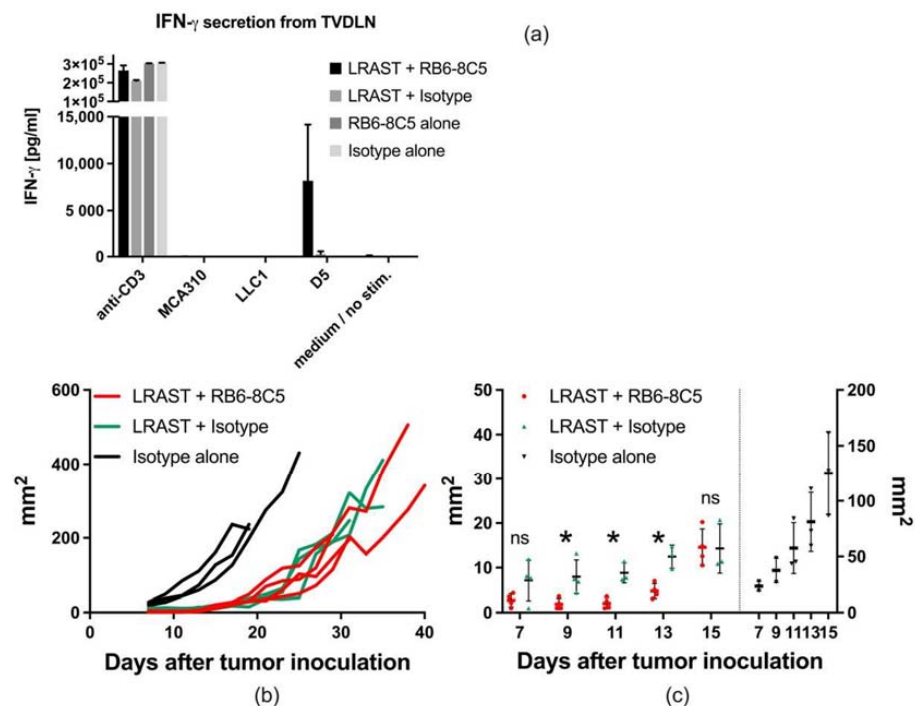 IFN-γ secretion from TVDLN
(a)
IFN-γ [pg/ml]
3×10⁵
2×10⁵
1×10⁵
15,000
10,000
5 000
0
LRAST + RB6-8C5
LRAST + Isotype
RB6-8C5 alone
Isotype alone
anti-CD3
MCA310
LLC1
D5
medium / no stim.
mm²
600
400
200
0
LRAST + RB6-8C5
LRAST + Isotype
Isotype alone
0 10 20 30 40
Days after tumor inoculation
(b)
mm²
50
40
30
20
10
0
LRAST + RB6-8C5
LRAST + Isotype
Isotype alone
ns * * * ns
7 9 11 13 15
7 9 11 13 15
200
150
100
50
0
mm²
Days after tumor inoculation
(c)